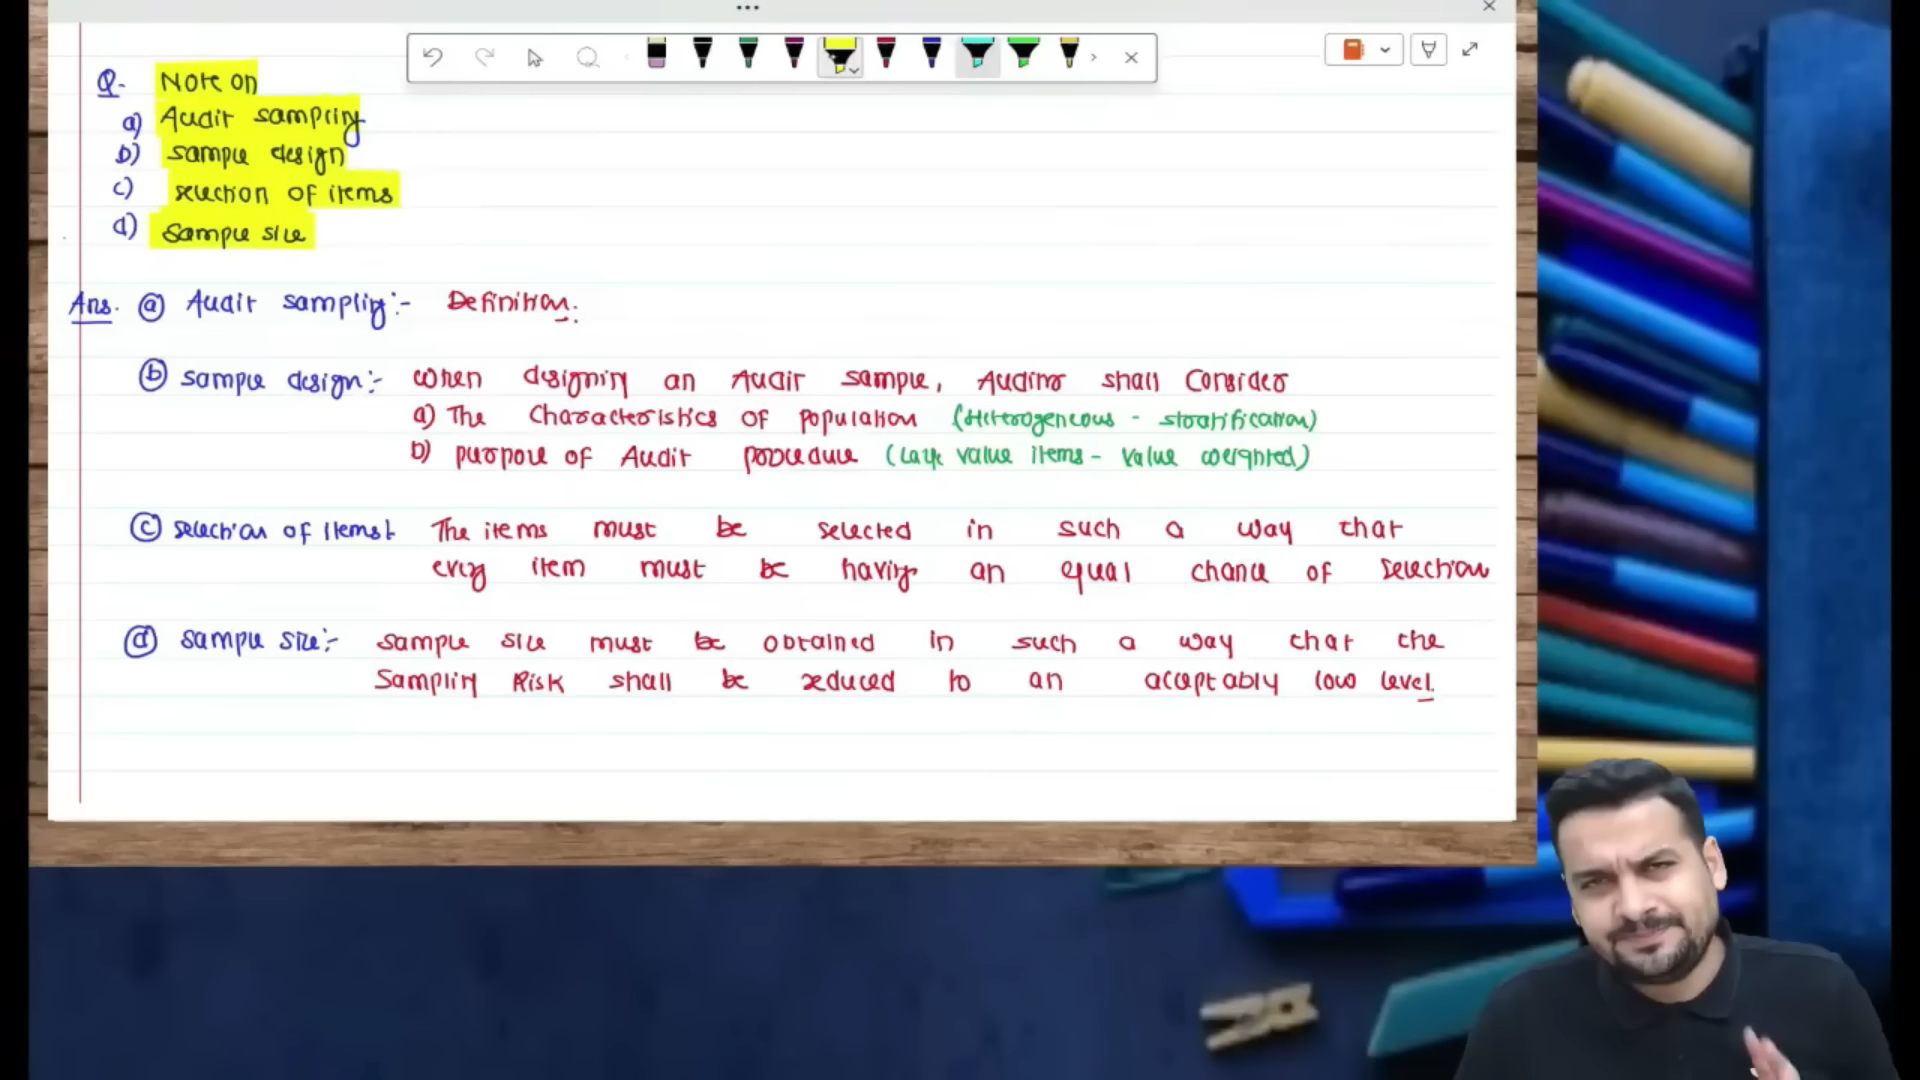 Q. Note on
a) Audit sampling
b) sample design
c) selection of items
d) Sample size
Ans. a Audit sampling:- Definition:
b sample design:- When designing an Audit sample, Auditor shall Consider
a) The Characteristics of population (Heterogeneous - stratification)
b) purpose of Audit procedure (Large value items - value weighted)
c selection of items: The items must be selected in such a way that
every item must be having an equal chance of selection
d sample size:- sample size must be obtained in such a way that the
Sampling Risk shall be reduced to an acceptably low level.